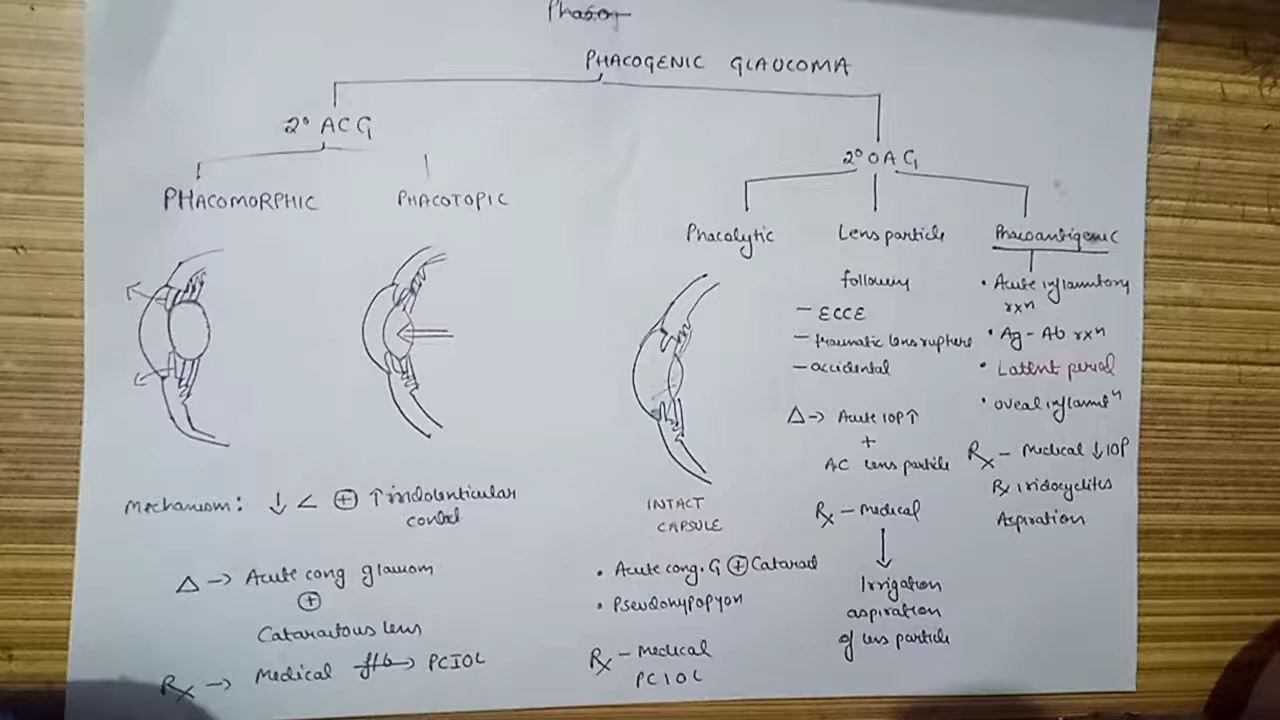 Phacot
PHACOGENIC GLAUCOMA
2° ACG
PHACOMORPHIC
PHACOTOPIC
Mechanism: ↓ ∠ ⊕ ↑ iridolenticular
contact
Δ → Acute cong glaucom
⊕
Cataractous lens
Rx → Medical f/b → PCIOL
2° OAG
Phacolytic
INTACT
CAPSULE
• Acute cong. G ⊕ Cataract
• Pseudohypopyon
Rx - Medical
PCIOL
Lens particle
following
- ECCE
- traumatic lens rupture
- accidental
Δ → Acute IOP ↑
+
AC lens particle
Rx - Medical
↓
Irrigation
aspiration
of lens particle
Phacoantigenic
• Acute inflammatory
rxn
• Ag - Ab rxn
• Latent period
• uveal inflammtn
Rx - Medical ↓ IOP
Rx iridocyclites
Aspiration